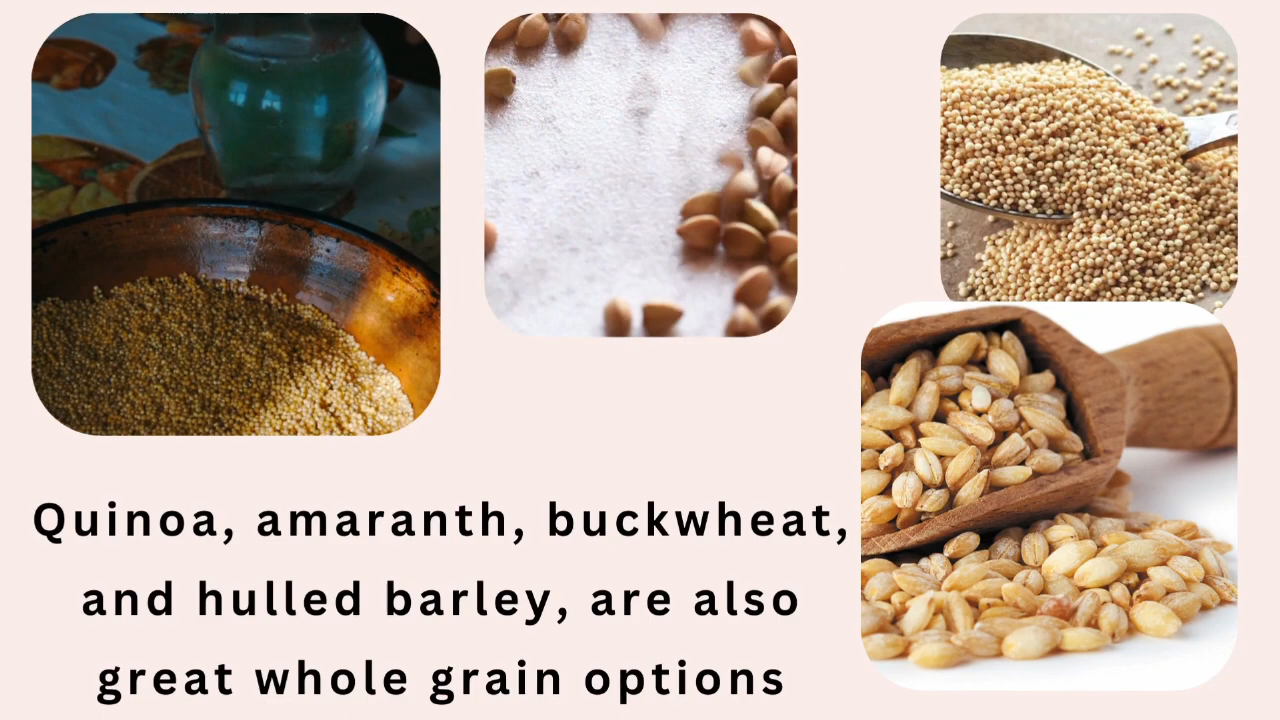 Quinoa, amaranth, buckwheat,
and hulled barley, are also
great whole grain options